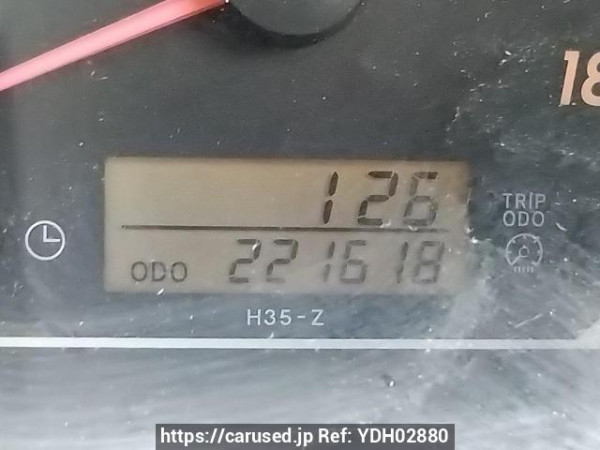 18
126
TRIP
ODO
ODO 221618
H35-Z
https://carused.jp Ref: YDH02880